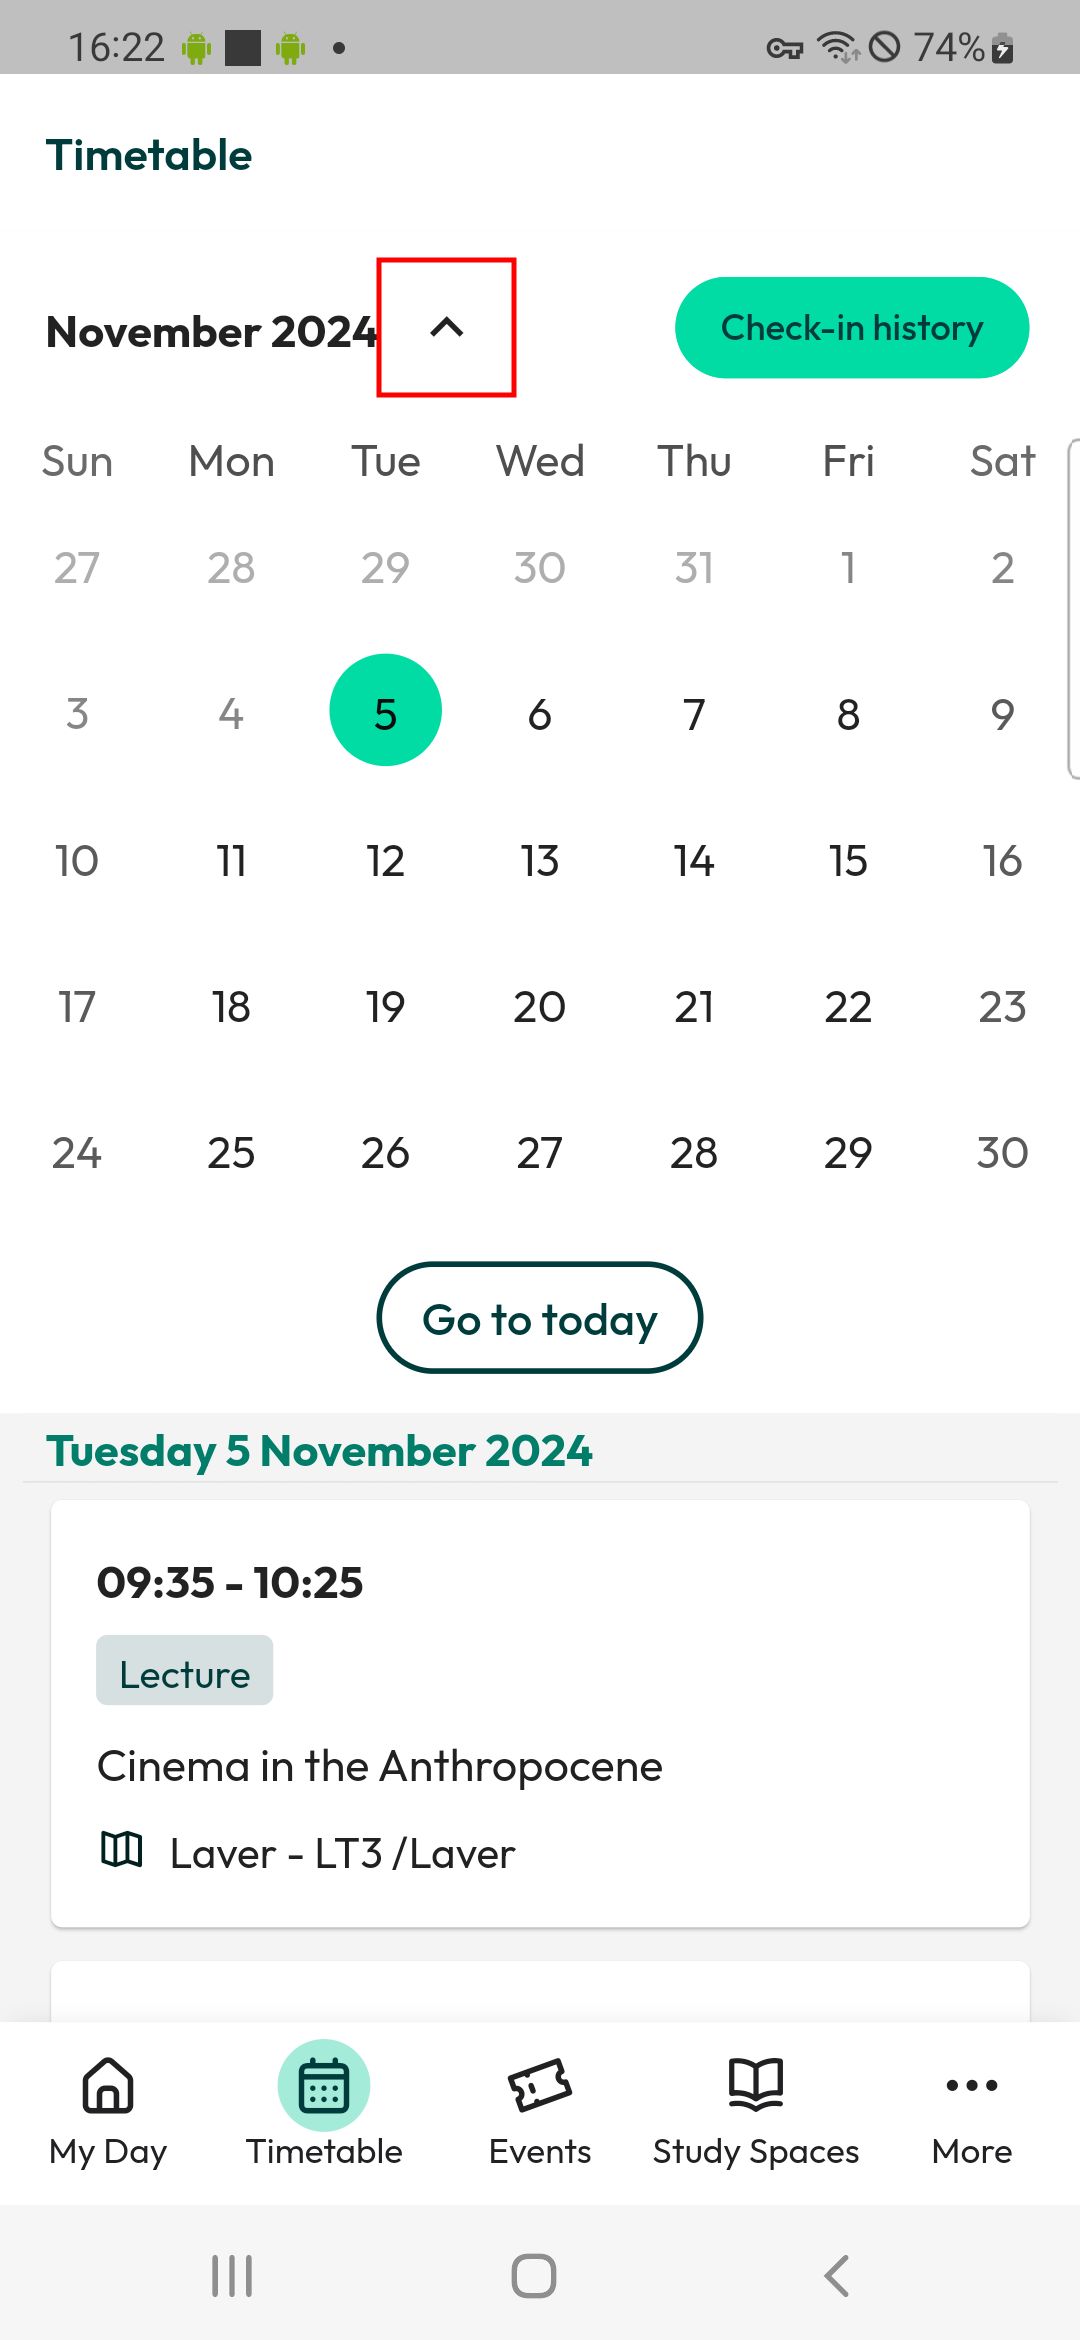 16:22 74%
Timetable
November 2024 Check-in history
Sun Mon Tue Wed Thu Fri Sat
27 28 29 30 31 1 2
3 4 5 6 7 8 9
10 11 12 13 14 15 16
17 18 19 20 21 22 23
24 25 26 27 28 29 30
Go to today
Tuesday 5 November 2024
09:35 - 10:25
Lecture
Cinema in the Anthropocene
Laver - LT3 /Laver
My Day Timetable Events Study Spaces More